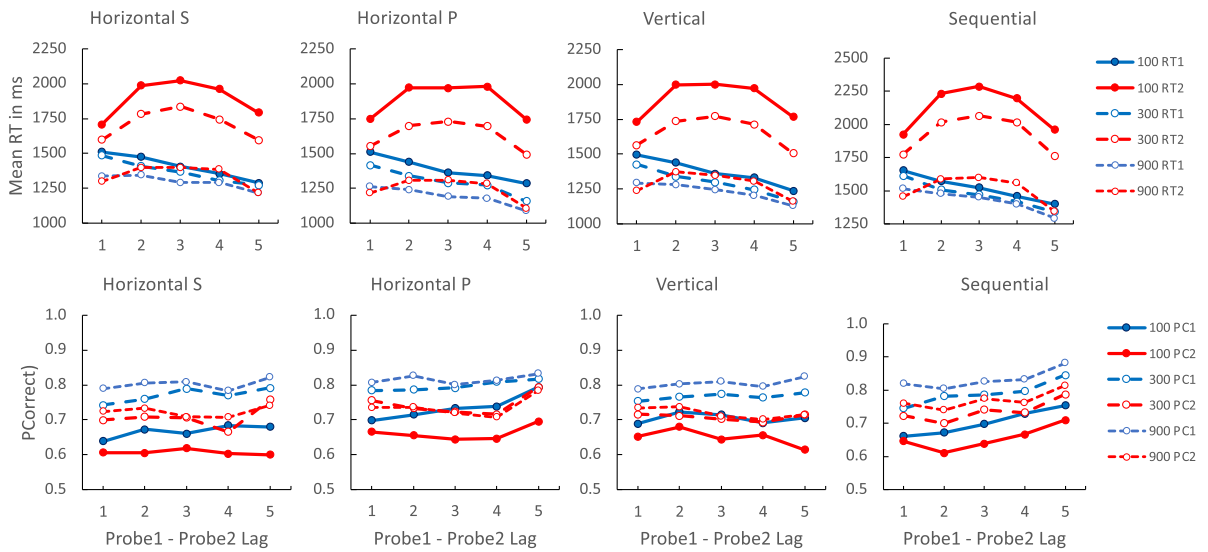 Horizontal S
Horizontal P
Vertical
Sequential
Mean RT in ms
2250
2000
1750
1500
1250
1000
1 2 3 4 5
2250
2000
1750
1500
1250
1000
1 2 3 4 5
2250
2000
1750
1500
1250
1000
1 2 3 4 5
2500
2250
2000
1750
1500
1250
1 2 3 4 5
100 RT1
100 RT2
300 RT1
300 RT2
900 RT1
900 RT2
Horizontal S
Horizontal P
Vertical
Sequential
PCorrect)
1.0
0.9
0.8
0.7
0.6
0.5
1 2 3 4 5
1.0
0.9
0.8
0.7
0.6
0.5
1 2 3 4 5
1.0
0.9
0.8
0.7
0.6
0.5
1 2 3 4 5
1.0
0.9
0.8
0.7
0.6
0.5
1 2 3 4 5
100 PC1
100 PC2
300 PC1
300 PC2
900 PC1
900 PC2
Probe1 - Probe2 Lag
Probe1 - Probe2 Lag
Probe1 - Probe2 Lag
Probe1 - Probe2 Lag